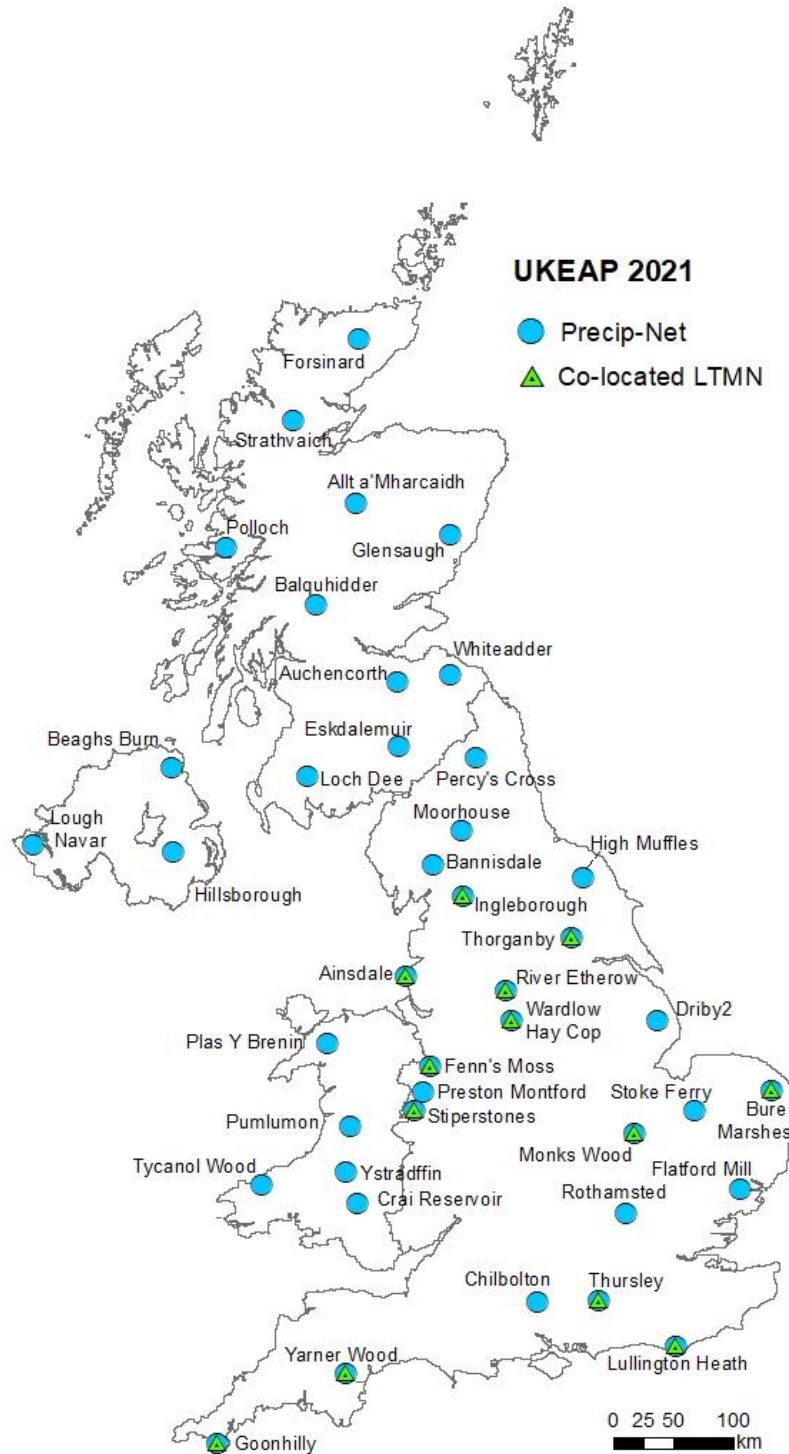 UKEAP 2021
Precip-Net
Co-located LTMN
Forsinard
Strathvaich
Allt a'Mharcaidh
Polloch
Glensaugh
Balquhidder
Whiteadder
Auchencorth
Eskdalemuir
Beaghs Burn
Loch Dee
Percy's Cross
Lough
Navar
Moorhouse
High Muffles
Bannisdale
Hillsborough
Ingleborough
Thorganby
Ainsdale
River Etherow
Wardlow
Hay Cop
Driby2
Plas Y Brenin
Fenn's Moss
Preston Montford
Stoke Ferry
Bure
Marshes
Stiperstones
Pumlumon
Monks Wood
Tycanol Wood
Ystradffin
Flatford Mill
Crai Reservoir
Rothamsted
Chilbolton
Thursley
Yarner Wood
Lullington Heath
Goonhilly
0 25 50 100
km